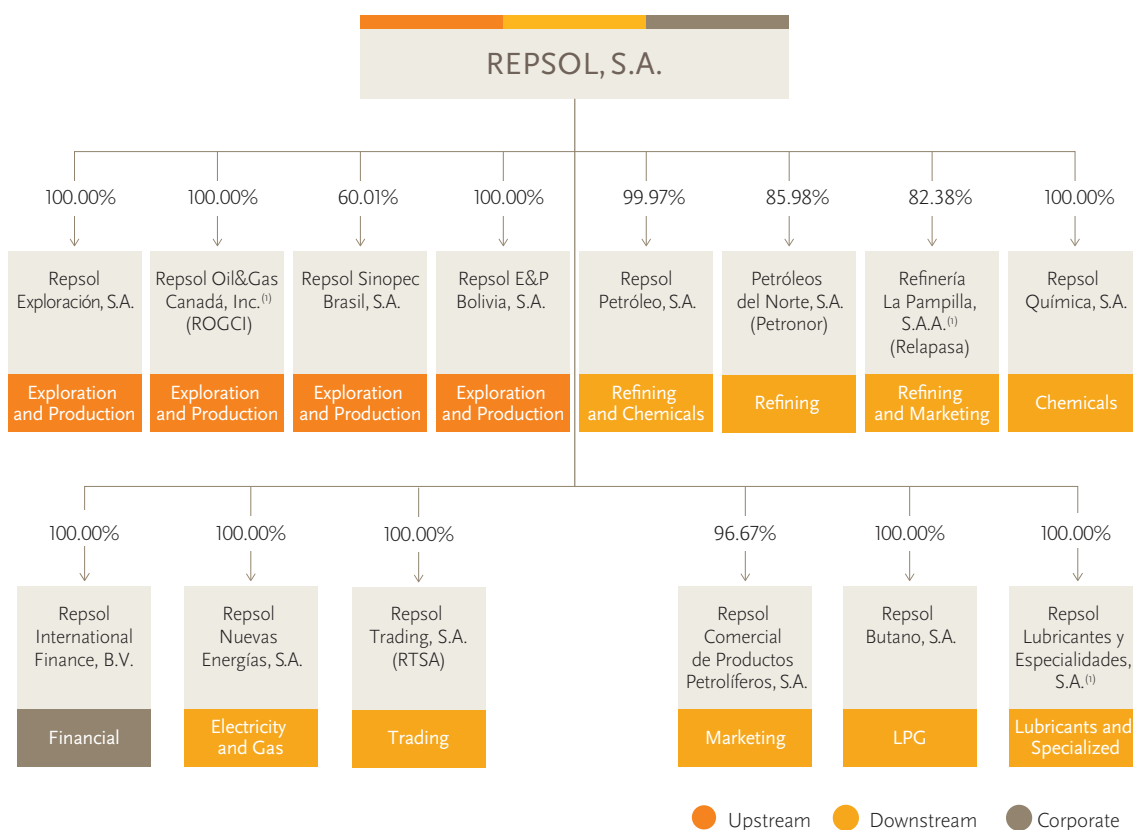 REPSOL, S.A.
100.00%
100.00%
60.01%
100.00%
99.97%
85.98%
82.38%
100.00%
Repsol
Exploración, S.A.
Exploration
and Production
Repsol Oil&Gas
Canadá, Inc.(1)
(ROGCI)
Exploration
and Production
Repsol Sinopec
Brasil, S.A.
Exploration
and Production
Repsol E&P
Bolivia, S.A.
Exploration
and Production
Repsol
Petróleo, S.A.
Refining
and Chemicals
Petróleos
del Norte, S.A.
(Petronor)
Refining
Refinería
La Pampilla,
S.A.A.(1)
(Relapasa)
Refining
and Marketing
Repsol
Química, S.A.
Chemicals
100.00%
100.00%
100.00%
96.67%
100.00%
100.00%
Repsol
International
Finance, B.V.
Financial
Repsol
Nuevas
Energías, S.A.
Electricity
and Gas
Repsol
Trading, S.A.
(RTSA)
Trading
Repsol
Comercial
de Productos
Petrolíferos, S.A.
Marketing
Repsol
Butano, S.A.
LPG
Repsol
Lubricantes y
Especialidades,
S.A.(1)
Lubricants and
Specialized
Upstream
Downstream
Corporate